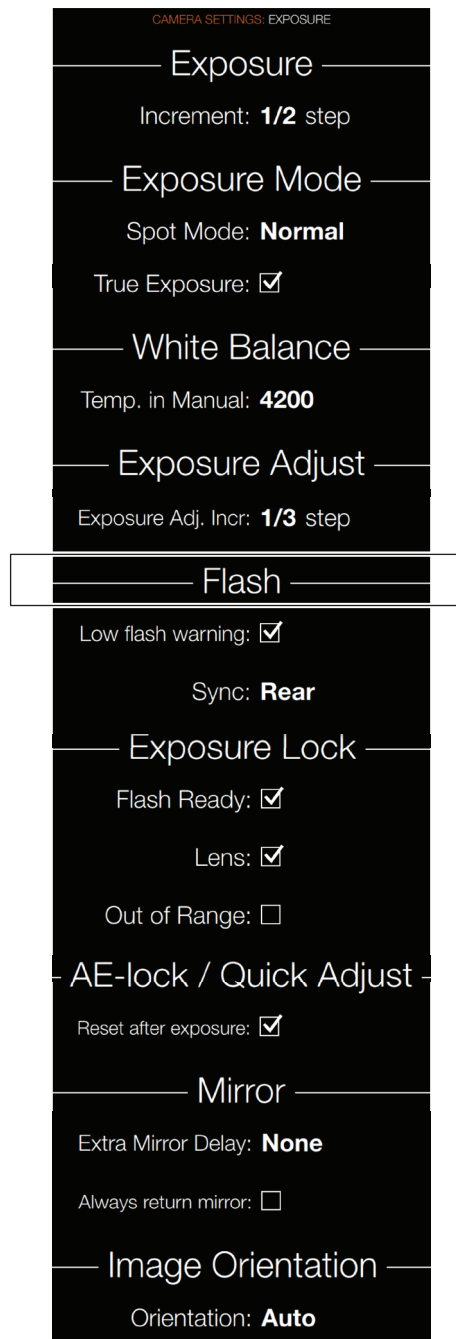 CAMERA SETTINGS: EXPOSURE
Exposure
Increment: 1/2 step
Exposure Mode
Spot Mode: Normal
True Exposure:
White Balance
Temp. in Manual: 4200
Exposure Adjust
Exposure Adj. Incr: 1/3 step
Flash
Low flash warning:
Sync: Rear
Exposure Lock
Flash Ready:
Lens:
Out of Range:
AE-lock / Quick Adjust
Reset after exposure:
Mirror
Extra Mirror Delay: None
Always return mirror:
Image Orientation
Orientation: Auto